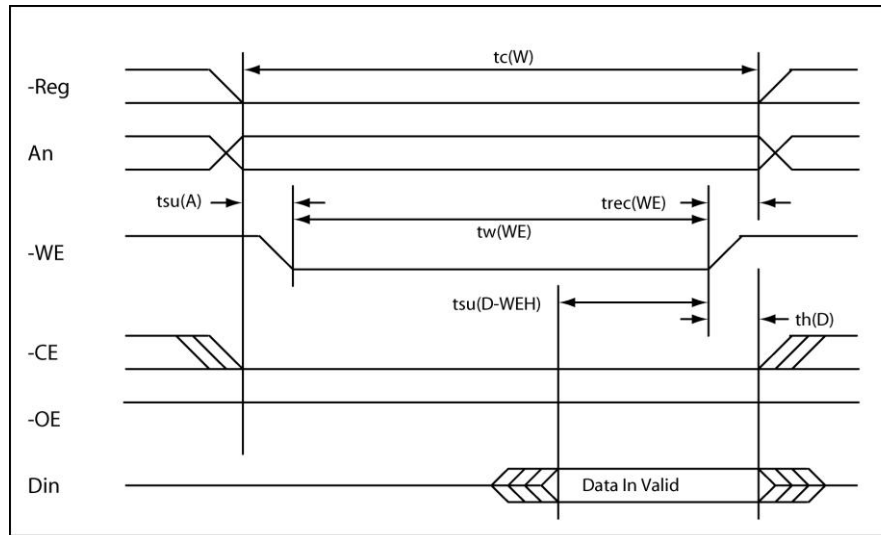 tc(W)
-Reg
An
tsu(A)
trec(WE)
tw(WE)
-WE
tsu(D-WEH)
th(D)
-CE
-OE
Din
Data In Valid